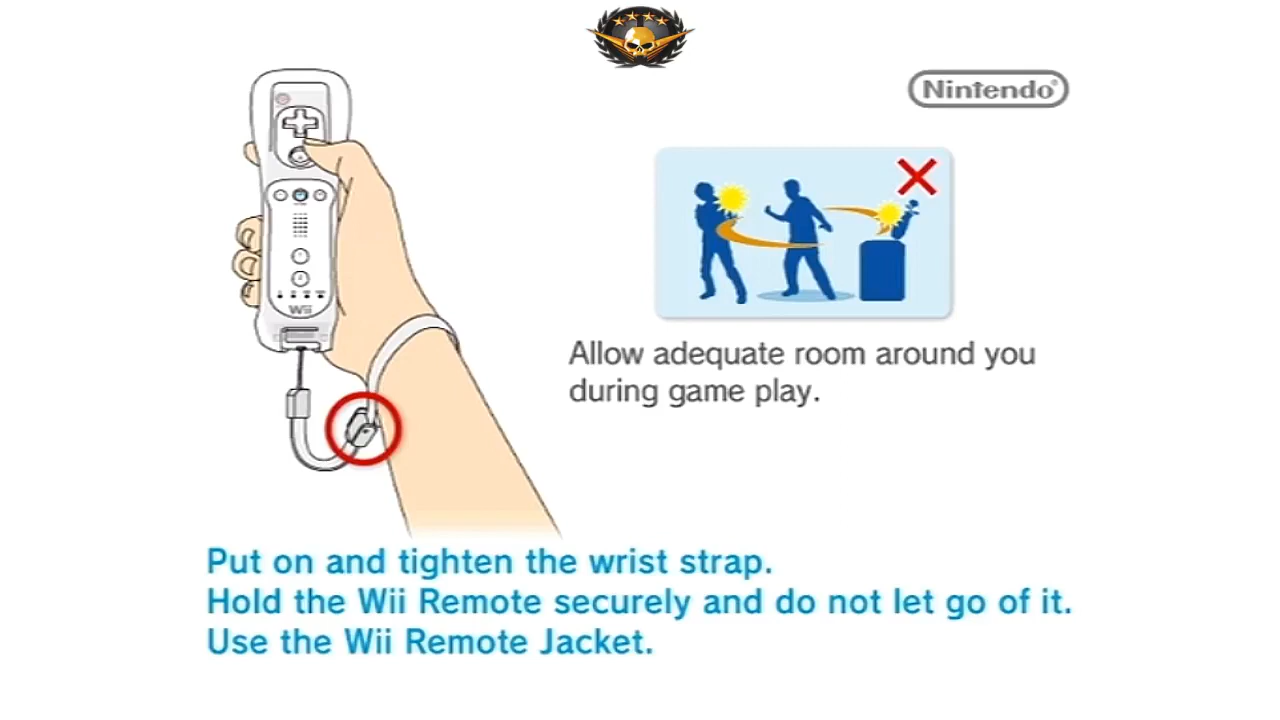 Nintendo®
Allow adequate room around you
during game play.
Wii
Put on and tighten the wrist strap.
Hold the Wii Remote securely and do not let go of it.
Use the Wii Remote Jacket.